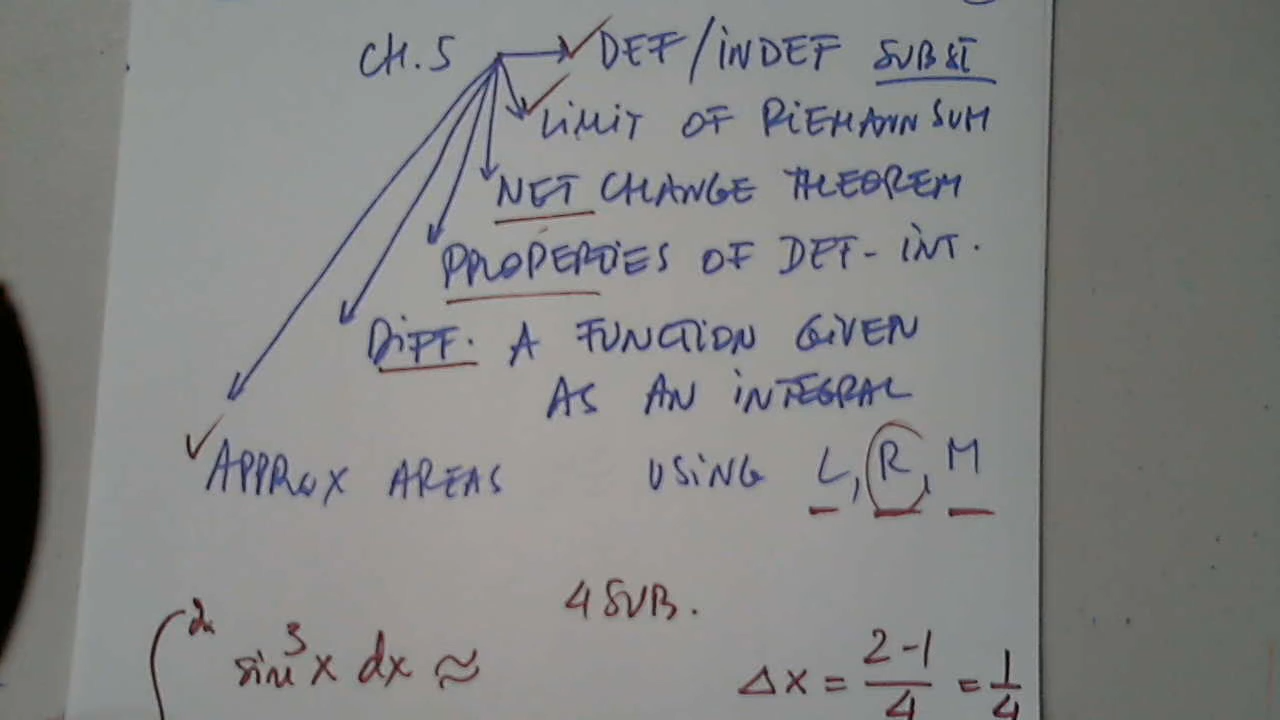 CH. 5 → ✓ DEF/INDEF SUBST
✓ LIMIT OF RIEMANN SUM
NET CHANGE THEOREM
PROPERTIES OF DEF-INT.
DIFF. A FUNCTION GIVEN
AS AN INTEGRAL
✓ APPROX AREAS USING L, R, M
4 SUB.
∫ sin³x dx ≈ Δx = (2-1)/4 = 1/4